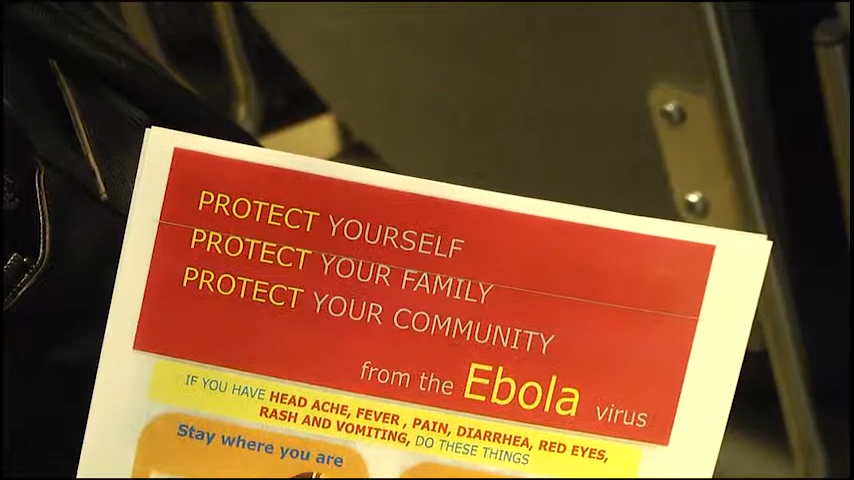 PROTECT YOURSELF
PROTECT YOUR FAMILY
PROTECT YOUR COMMUNITY
from the Ebola virus
IF YOU HAVE HEAD ACHE, FEVER , PAIN, DIARRHEA, RED EYES,
RASH AND VOMITING, DO THESE THINGS
Stay where you are